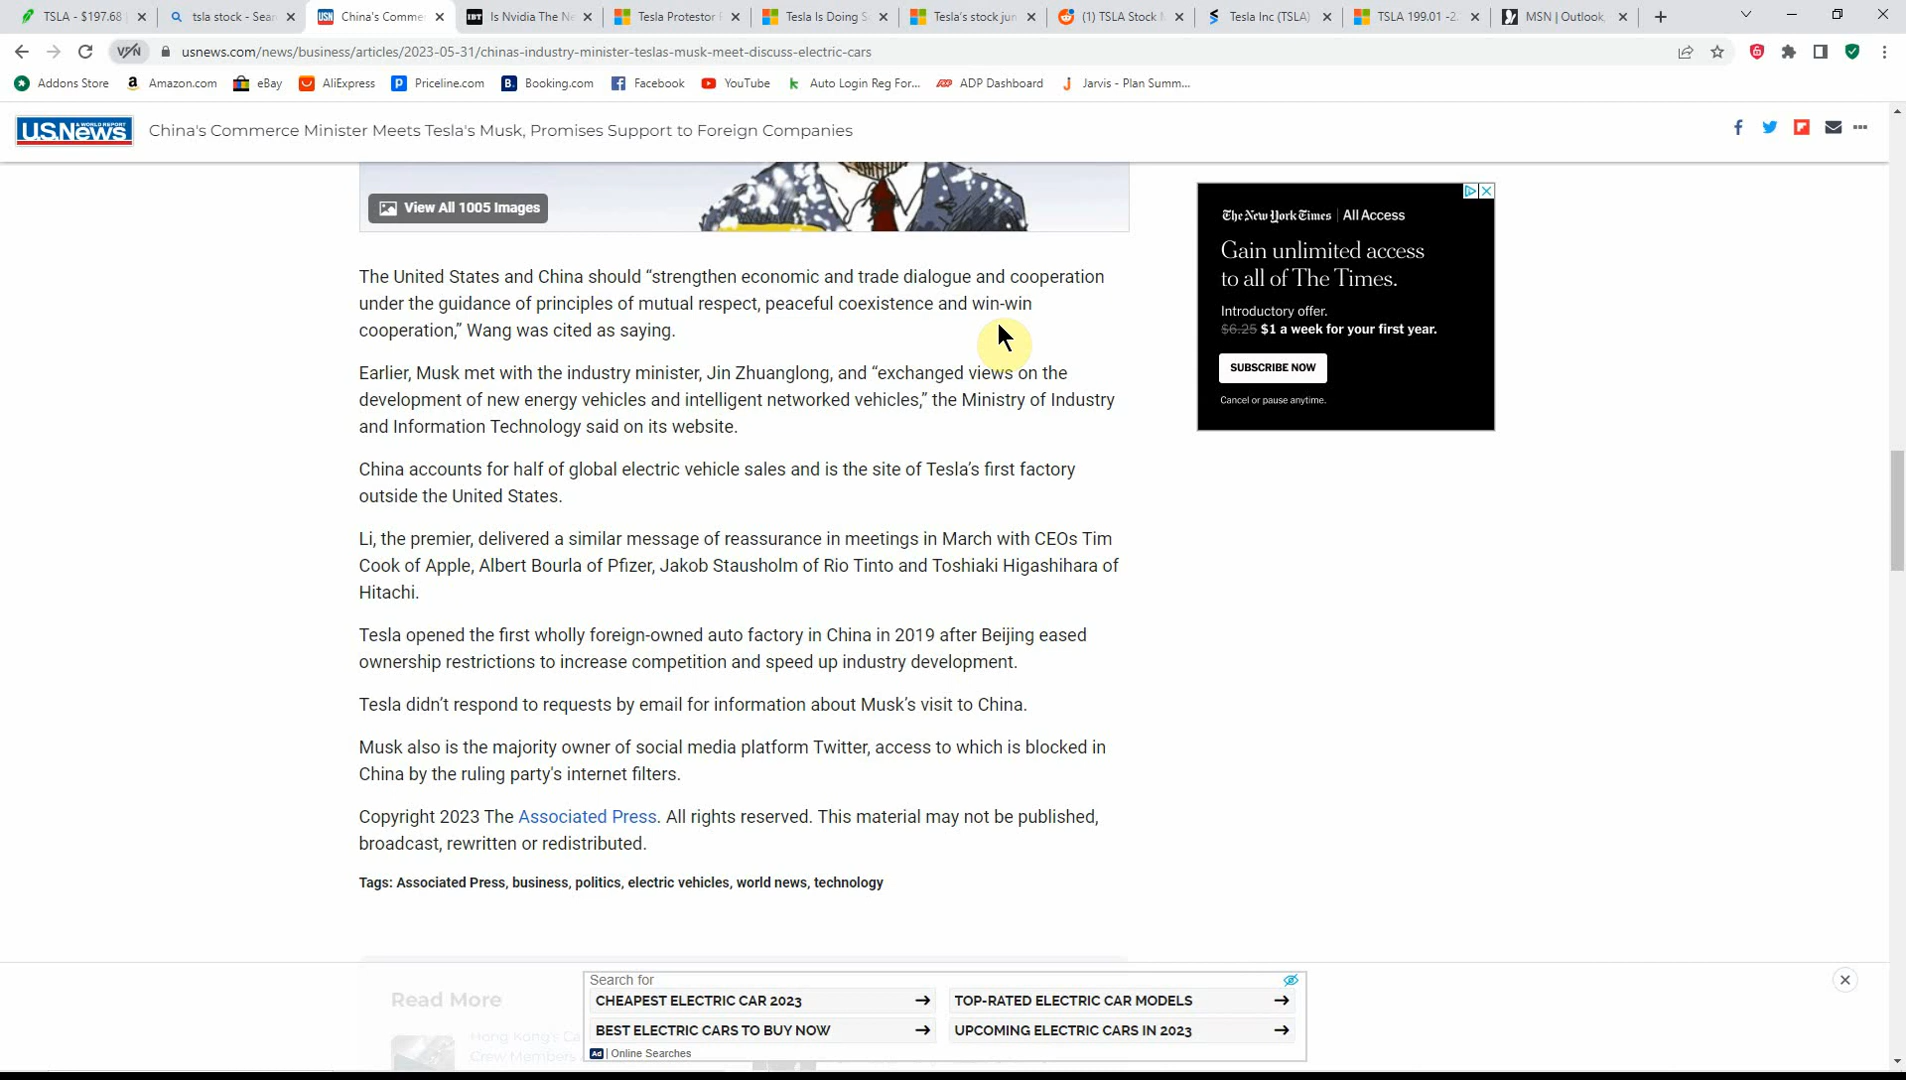 TSLA - $197.68
tsla stock - Sear
China's Comme
Is Nvidia The Ne
Tesla Protestor
Tesla Is Doing S
Tesla's stock jun
(1) TSLA Stock
Tesla Inc (TSLA)
TSLA 199.01 -2.
MSN | Outlook,
VPN
usnews.com/news/business/articles/2023-05-31/chinas-industry-minister-teslas-musk-meet-discuss-electric-cars
Addons Store
Amazon.com
eBay
AliExpress
Priceline.com
Booking.com
Facebook
YouTube
Auto Login Reg For...
ADP Dashboard
Jarvis - Plan Summ...
U.S.News
China's Commerce Minister Meets Tesla's Musk, Promises Support to Foreign Companies
View All 1005 Images
The United States and China should “strengthen economic and trade dialogue and cooperation
under the guidance of principles of mutual respect, peaceful coexistence and win-win
cooperation,” Wang was cited as saying.
Earlier, Musk met with the industry minister, Jin Zhuanglong, and “exchanged views on the
development of new energy vehicles and intelligent networked vehicles,” the Ministry of Industry
and Information Technology said on its website.
China accounts for half of global electric vehicle sales and is the site of Tesla’s first factory
outside the United States.
Li, the premier, delivered a similar message of reassurance in meetings in March with CEOs Tim
Cook of Apple, Albert Bourla of Pfizer, Jakob Stausholm of Rio Tinto and Toshiaki Higashihara of
Hitachi.
Tesla opened the first wholly foreign-owned auto factory in China in 2019 after Beijing eased
ownership restrictions to increase competition and speed up industry development.
Tesla didn’t respond to requests by email for information about Musk’s visit to China.
Musk also is the majority owner of social media platform Twitter, access to which is blocked in
China by the ruling party's internet filters.
Copyright 2023 The Associated Press. All rights reserved. This material may not be published,
broadcast, rewritten or redistributed.
Tags: Associated Press, business, politics, electric vehicles, world news, technology
The New York Times | All Access
Gain unlimited access
to all of The Times.
Introductory offer.
$6.25 $1 a week for your first year.
SUBSCRIBE NOW
Cancel or pause anytime.
Read More
Hong Kong's Ca
Crew Members
Search for
CHEAPEST ELECTRIC CAR 2023
TOP-RATED ELECTRIC CAR MODELS
BEST ELECTRIC CARS TO BUY NOW
UPCOMING ELECTRIC CARS IN 2023
Ad | Online Searches